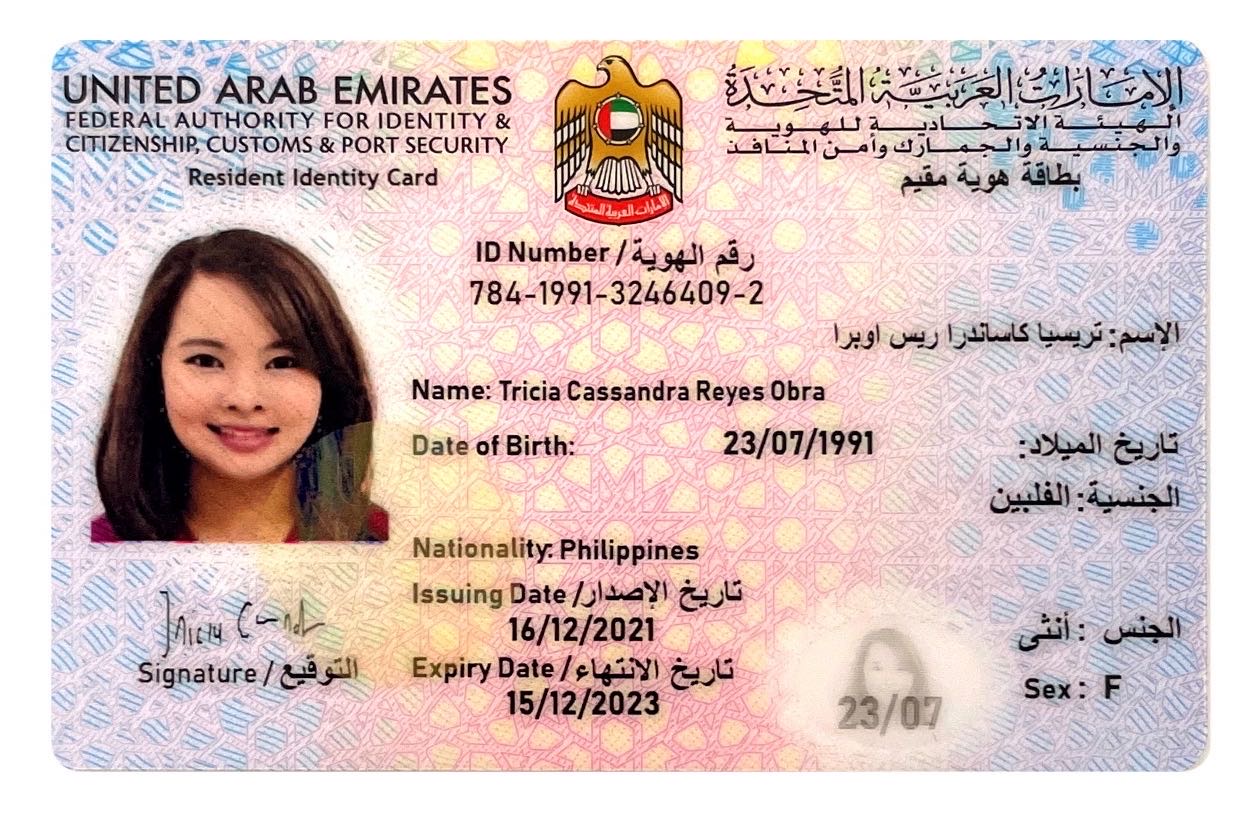 UNITED ARAB EMIRATES
FEDERAL AUTHORITY FOR IDENTITY &
CITIZENSHIP, CUSTOMS & PORT SECURITY
Resident Identity Card
الإمارات العربية المتحدة
الهيئة الاتحادية للهوية
والجنسية والجمارك وأمن المنافذ
بطاقة هوية مقيم
الإمارات العربية المتحدة
ID Number / رقم الهوية
784-1991-3246409-2
الإسم: تريسيا كاساندرا ريس اوبرا
Name: Tricia Cassandra Reyes Obra
Date of Birth: 23/07/1991 تاريخ الميلاد:
الجنسية: الفلبين
Nationality: Philippines
Issuing Date / تاريخ الإصدار
16/12/2021
الجنس : أنثى
Expiry Date / تاريخ الانتهاء
15/12/2023
Sex : F
23/07
Tricia
Signature / التوقيع